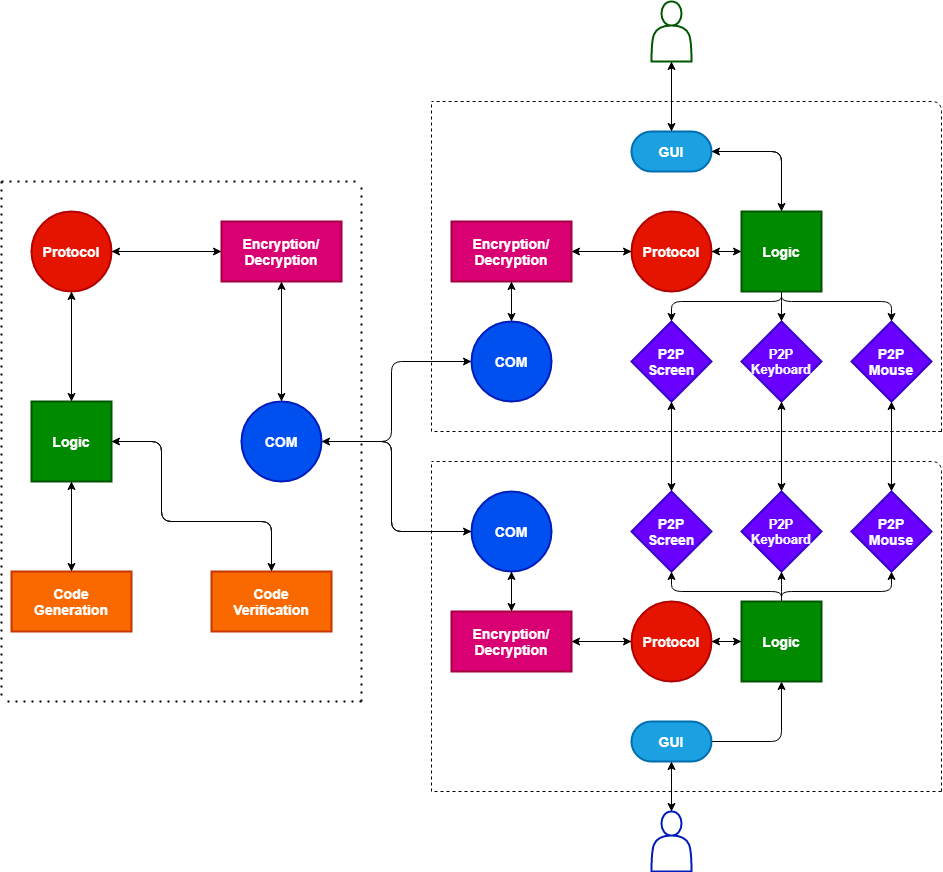 GUI
Protocol
Encryption/
Decryption
Encryption/
Decryption
Protocol
Logic
COM
P2P
Screen
P2P
Keyboard
P2P
Mouse
Logic
COM
COM
P2P
Screen
P2P
Keyboard
P2P
Mouse
Code
Generation
Code
Verification
Encryption/
Decryption
Protocol
Logic
GUI